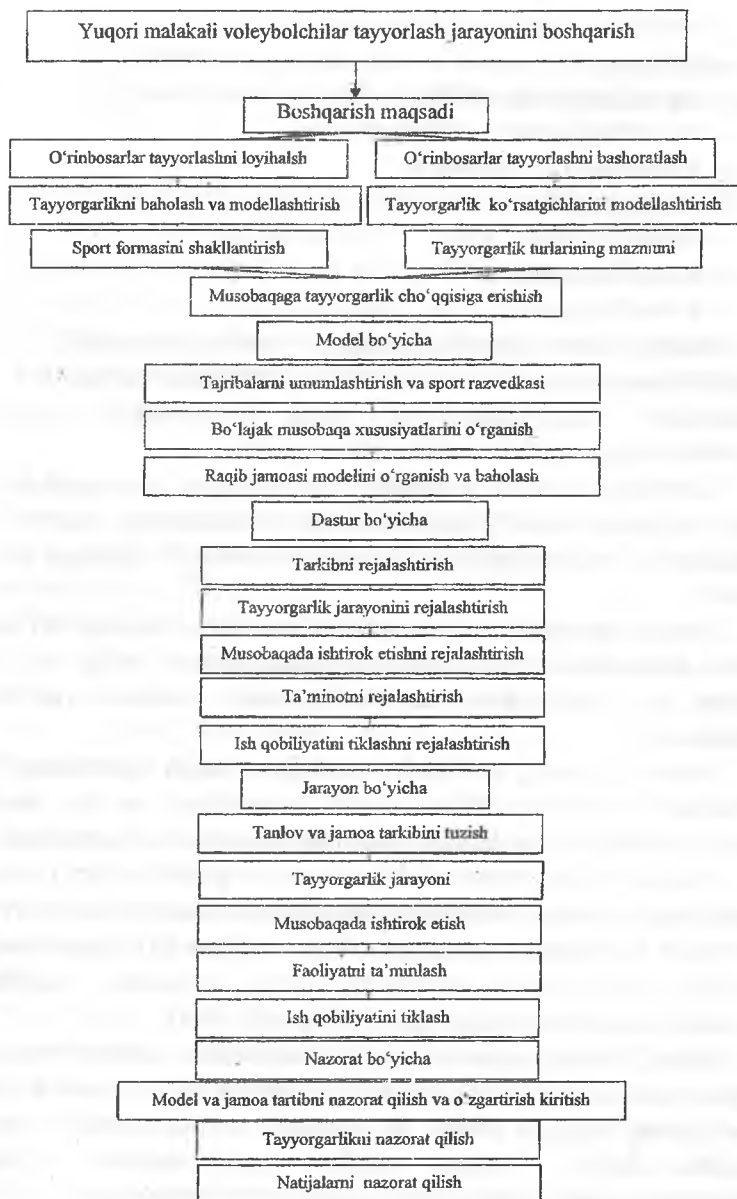 Yuqori malakali voleybolchilar tayyorlash jarayonini boshqarish
Boshqarish maqsadi
O‘rinbosarlar tayyorlashni loyihalsh
O‘rinbosarlar tayyorlashni bashoratlash
Tayyorgarlikni baholash va modellashtirish
Tayyorgarlik ko‘rsatgichlarini modellashtirish
Sport formasini shakllantirish
Tayyorgarlik turlarining mazmuni
Musobaqaga tayyorgarlik cho‘qqisiga erishish
Model bo‘yicha
Tajribalarni umumlashtirish va sport razvedkasi
Bo‘lajak musobaqa xususiyatlarini o‘rganish
Raqib jamoasi modelini o‘rganish va baholash
Dastur bo‘yicha
Tarkibni rejalashtirish
Tayyorgarlik jarayonini rejalashtirish
Musobaqada ishtirok etishni rejalashtirish
Ta’minotni rejalashtirish
Ish qobiliyatini tiklashni rejalashtirish
Jarayon bo‘yicha
Tanlov va jamoa tarkibini tuzish
Tayyorgarlik jarayoni
Musobaqada ishtirok etish
Faoliyatni ta’minlash
Ish qobiliyatini tiklash
Nazorat bo‘yicha
Model va jamoa tartibni nazorat qilish va o‘zgartirish kiritish
Tayyorgarlikni nazorat qilish
Natijalarni nazorat qilish